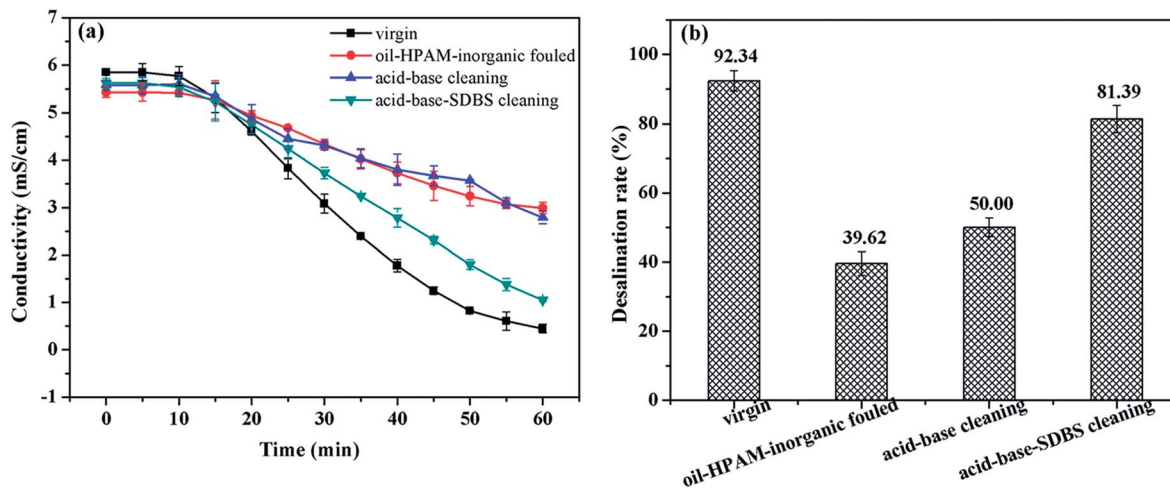 (a)
virgin
oil-HPAM-inorganic fouled
acid-base cleaning
acid-base-SDBS cleaning
Conductivity (mS/cm)
7
6
5
4
3
2
1
0
-1
0 10 20 30 40 50 60
Time (min)
(b)
92.34
39.62
50.00
81.39
Desalination rate (%)
100
80
60
40
20
0
virgin
oil-HPAM-inorganic fouled
acid-base cleaning
acid-base-SDBS cleaning